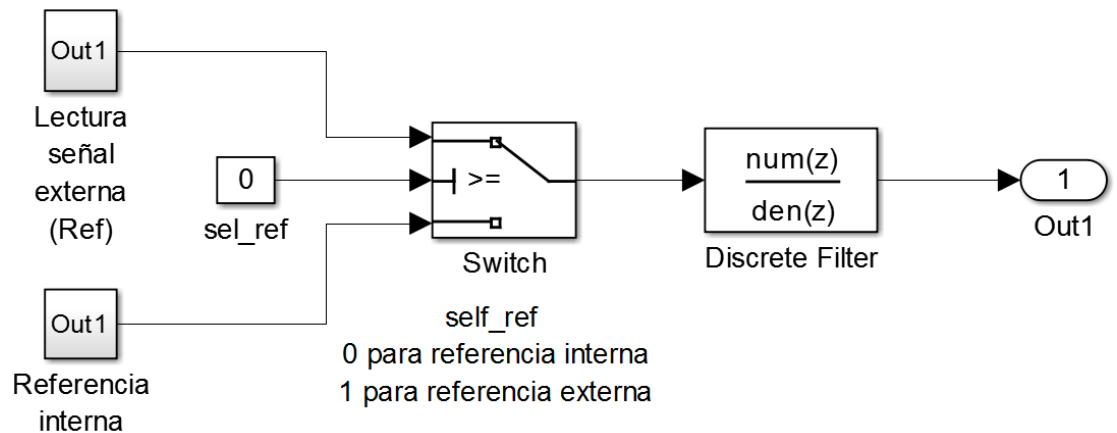 Out1
Lectura
señal
externa
(Ref)
0
sel_ref
>=
Switch
num(z)
den(z)
Discrete Filter
1
Out1
Out1
Referencia
interna
self_ref
0 para referencia interna
1 para referencia externa